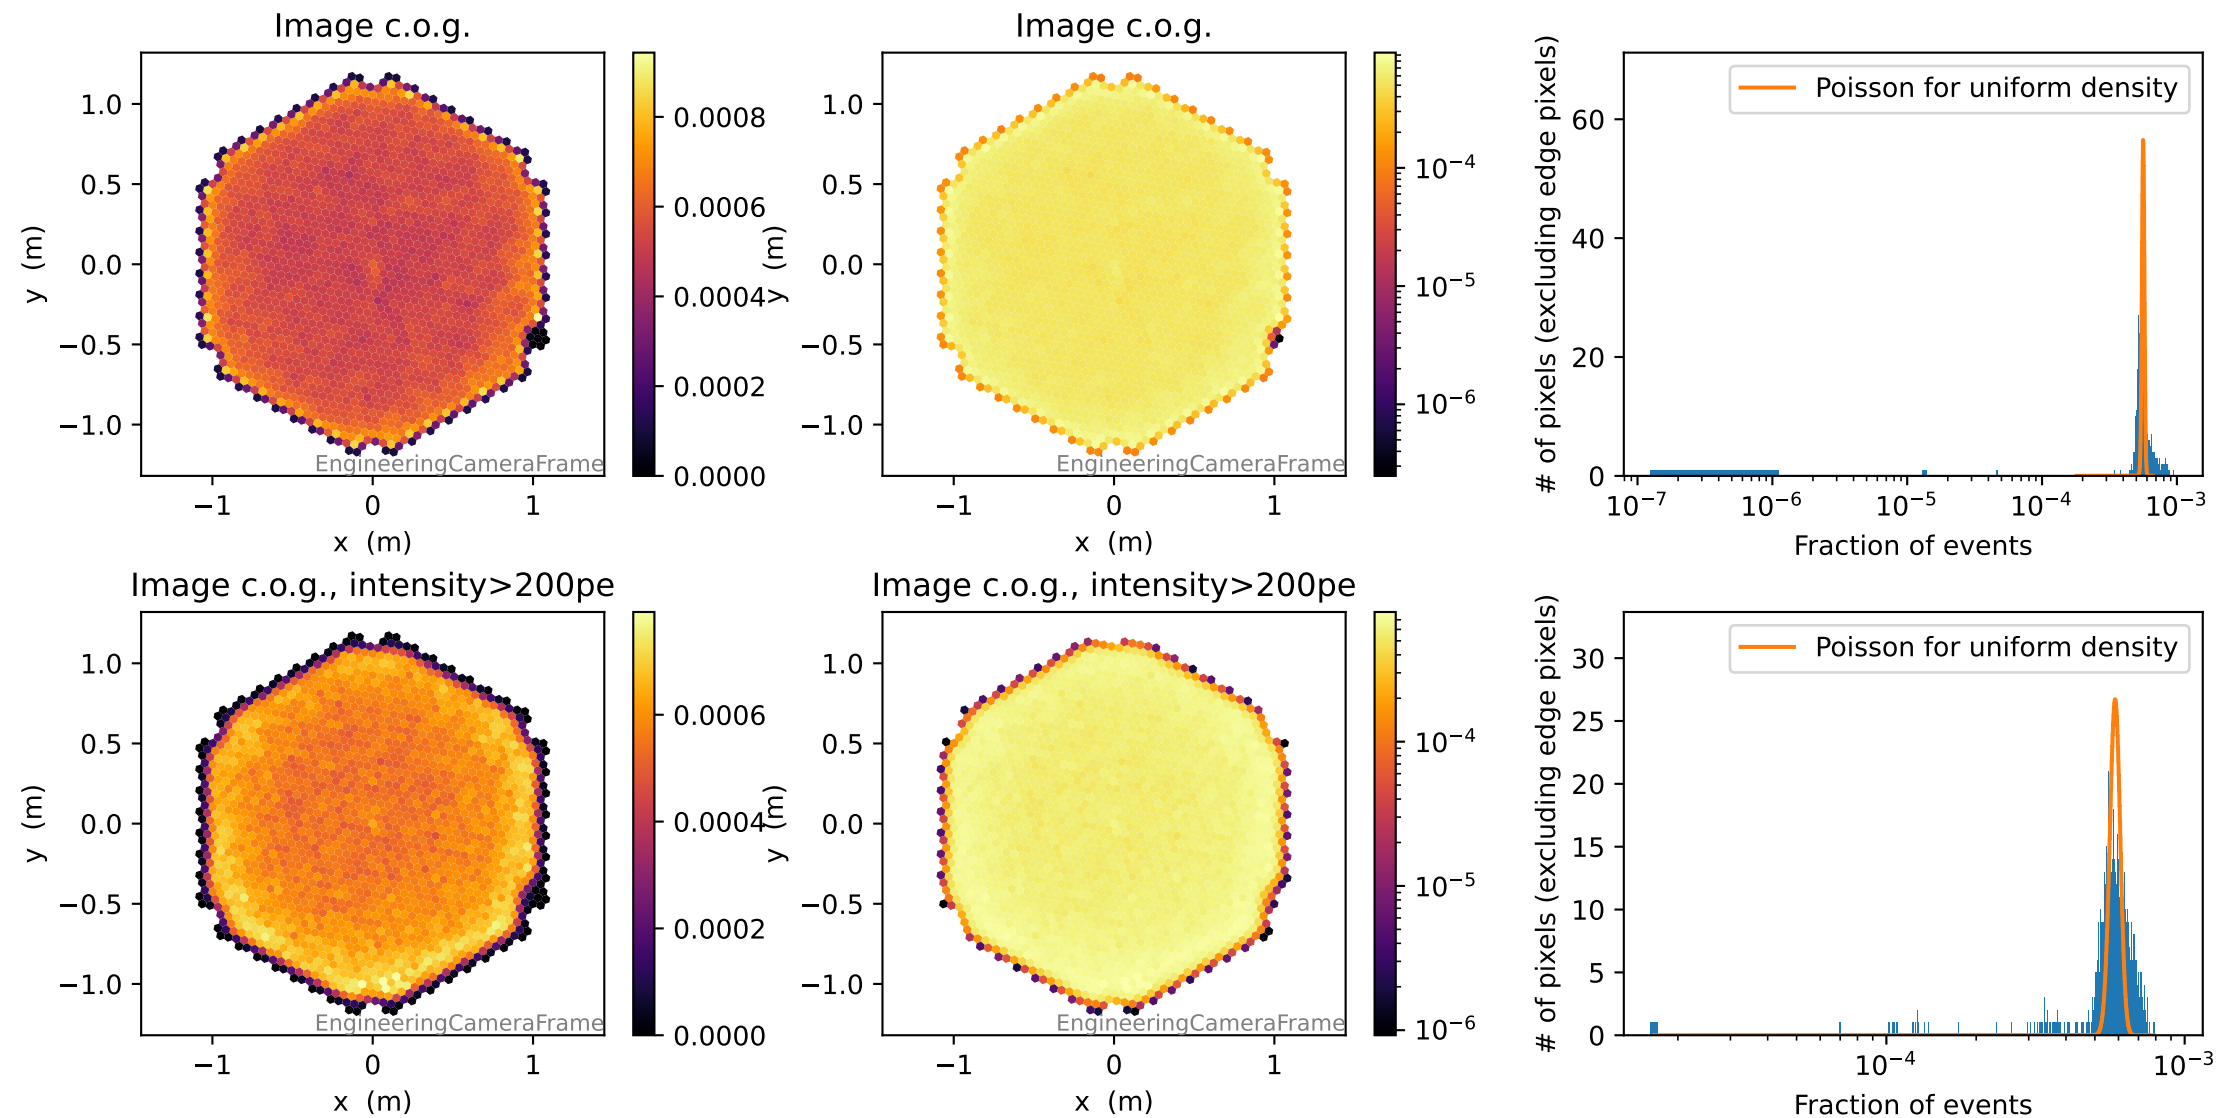 Image c.o.g.
1.0
0.5
0.0
−0.5
−1.0
y (m)
−1
0
1
x (m)
EngineeringCameraFrame
0.0008
0.0006
0.0004
0.0002
0.0000
Image c.o.g.
1.0
0.5
0.0
−0.5
−1.0
y (m)
−1
0
1
x (m)
EngineeringCameraFrame
10⁻⁴
10⁻⁵
10⁻⁶
Poisson for uniform density
# of pixels (excluding edge pixels)
60
40
20
0
10⁻⁷
10⁻⁶
10⁻⁵
10⁻⁴
10⁻³
Fraction of events
Image c.o.g., intensity>200pe
1.0
0.5
0.0
−0.5
−1.0
y (m)
−1
0
1
x (m)
EngineeringCameraFrame
0.0006
0.0004
0.0002
0.0000
Image c.o.g., intensity>200pe
1.0
0.5
0.0
−0.5
−1.0
y (m)
−1
0
1
x (m)
EngineeringCameraFrame
10⁻⁴
10⁻⁵
10⁻⁶
Poisson for uniform density
# of pixels (excluding edge pixels)
30
25
20
15
10
5
0
10⁻⁴
10⁻³
Fraction of events